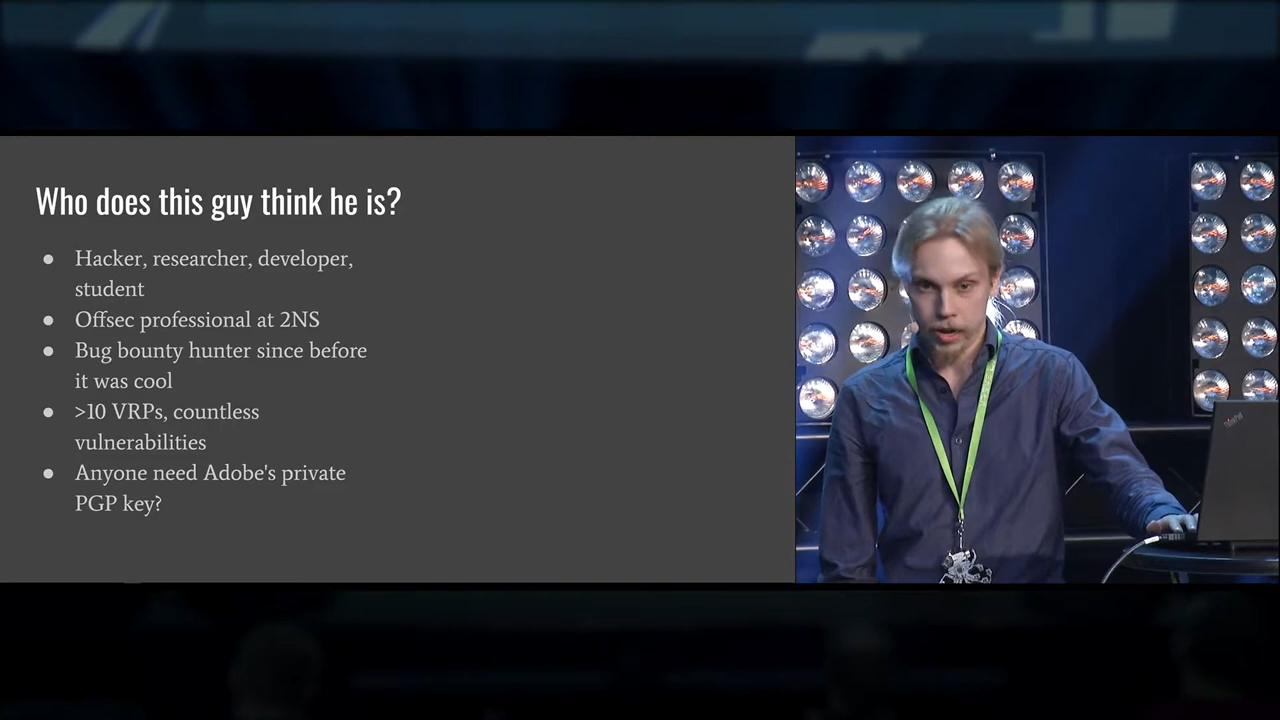 Who does this guy think he is?
● Hacker, researcher, developer,
student
● Offsec professional at 2NS
● Bug bounty hunter since before
it was cool
● >10 VRPs, countless
vulnerabilities
● Anyone need Adobe's private
PGP key?
ThinkPad